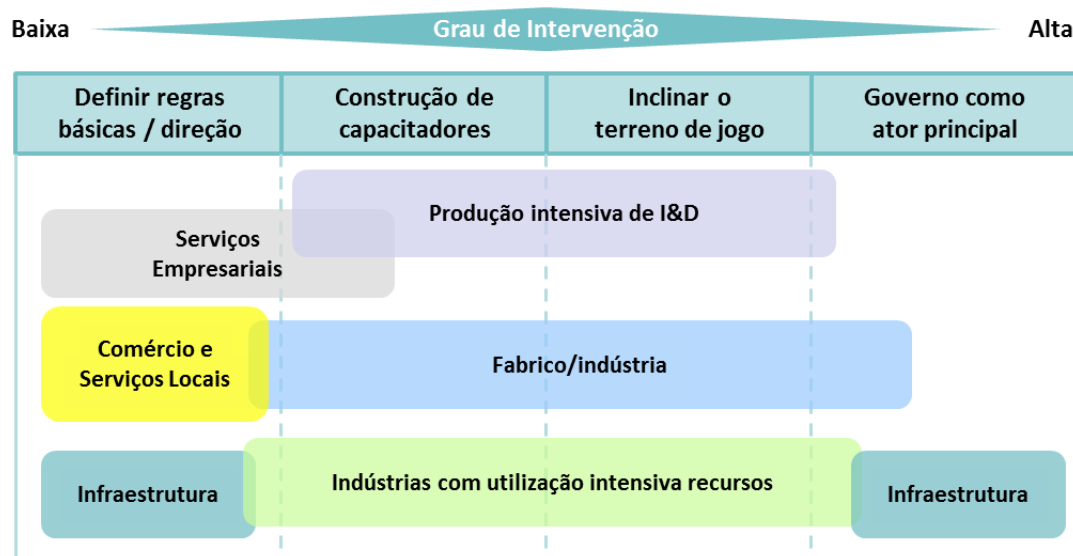 Baixa
Grau de Intervenção
Alta
Definir regras
básicas / direção
Construção de
capacitadores
Inclinar o
terreno de jogo
Governo como
ator principal
Produção intensiva de I&D
Serviços
Empresariais
Comércio e
Serviços Locais
Fabrico/indústria
Infraestrutura
Indústrias com utilização intensiva recursos
Infraestrutura